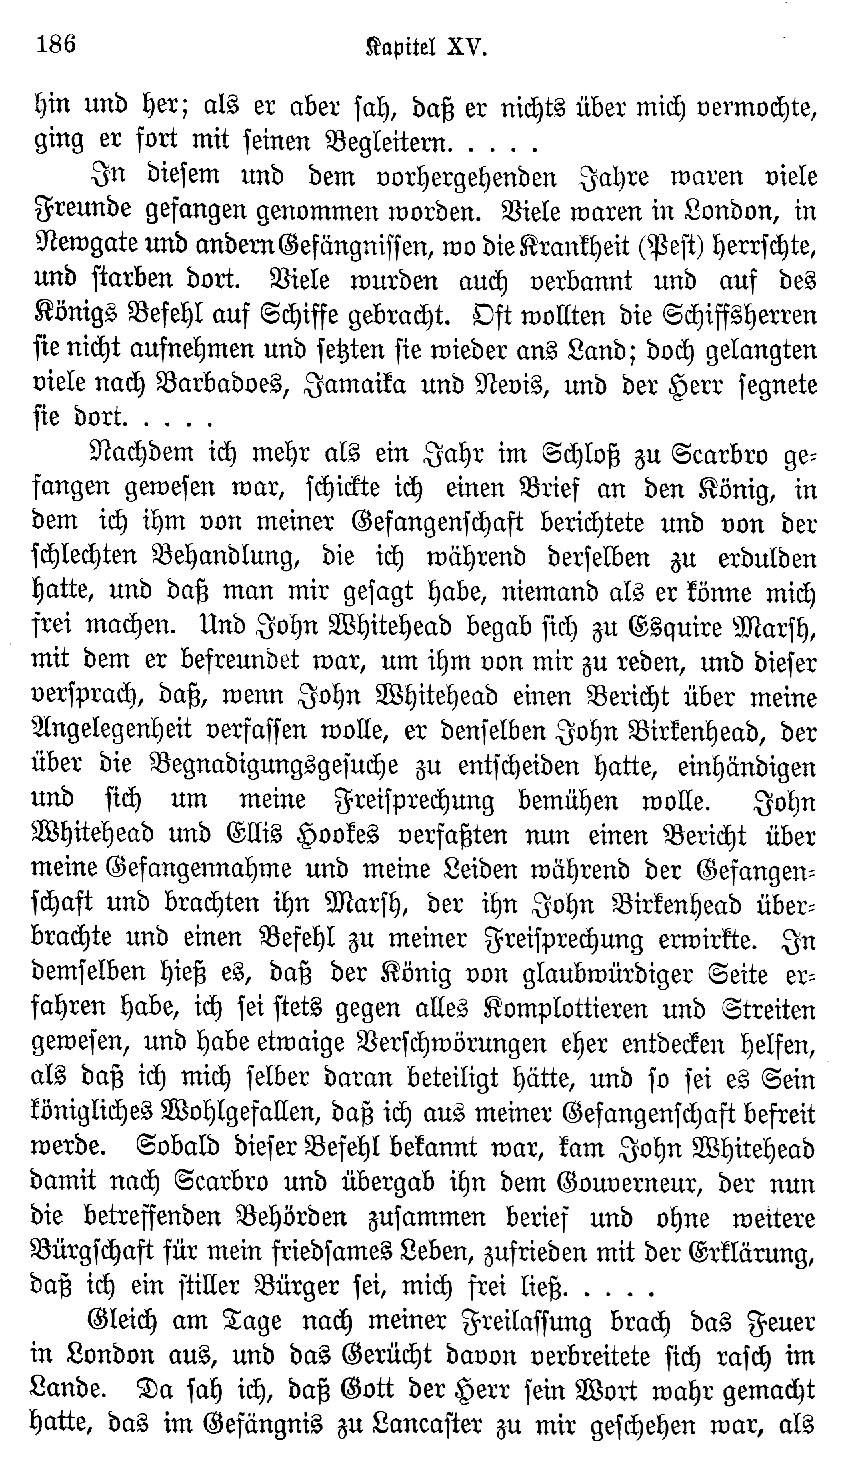 186 Kapitel XV.
hin und her; als er aber sah, daß er nichts über mich vermochte,
ging er fort mit seinen Begleitern. . . . . .
In diesem und dem vorhergehenden Jahre waren viele
Freunde gefangen genommen worden. Viele waren in London, in
Newgate und andern Gefängnissen, wo die Krankheit (Pest) herrschte,
und starben dort. Viele wurden auch verbannt und auf des
Königs Befehl auf Schiffe gebracht. Oft wollten die Schiffsherren
sie nicht aufnehmen und setzten sie wieder ans Land; doch gelangten
viele nach Barbadoes, Jamaika und Nevis, und der Herr segnete
sie dort. . . . . .
Nachdem ich mehr als ein Jahr im Schloß zu Scarbro ge-
fangen gewesen war, schickte ich einen Brief an den König, in
dem ich ihm von meiner Gefangenschaft berichtete und von der
schlechten Behandlung, die ich während derselben zu erdulden
hatte, und daß man mir gesagt habe, niemand als er könne mich
frei machen. Und John Whitehead begab sich zu Esquire Marsh,
mit dem er befreundet war, um ihm von mir zu reden, und dieser
versprach, daß, wenn John Whitehead einen Bericht über meine
Angelegenheit verfassen wolle, er denselben John Birkenhead, der
über die Begnadigungsgesuche zu entscheiden hatte, einhändigen
und sich um meine Freisprechung bemühen wolle. John
Whitehead und Ellis Hookes verfaßten nun einen Bericht über
meine Gefangennahme und meine Leiden während der Gefangen-
schaft und brachten ihn Marsh, der ihn John Birkenhead über-
brachte und einen Befehl zu meiner Freisprechung erwirkte. In
demselben hieß es, daß der König von glaubwürdiger Seite er-
fahren habe, ich sei stets gegen alles Komplottieren und Streiten
gewesen, und habe etwaige Verschwörungen eher entdecken helfen,
als daß ich mich selber daran beteiligt hätte, und so sei es Sein
königliches Wohlgefallen, daß ich aus meiner Gefangenschaft befreit
werde. Sobald dieser Befehl bekannt war, kam John Whitehead
damit nach Scarbro und übergab ihn dem Gouverneur, der nun
die betreffenden Behörden zusammen berief und ohne weitere
Bürgschaft für mein friedsames Leben, zufrieden mit der Erklärung,
daß ich ein stiller Bürger sei, mich frei ließ. . . . . .
Gleich am Tage nach meiner Freilassung brach das Feuer
in London aus, und das Gerücht davon verbreitete sich rasch im
Lande. Da sah ich, daß Gott der Herr sein Wort wahr gemacht
hatte, das im Gefängnis zu Lancaster zu mir geschehen war, als